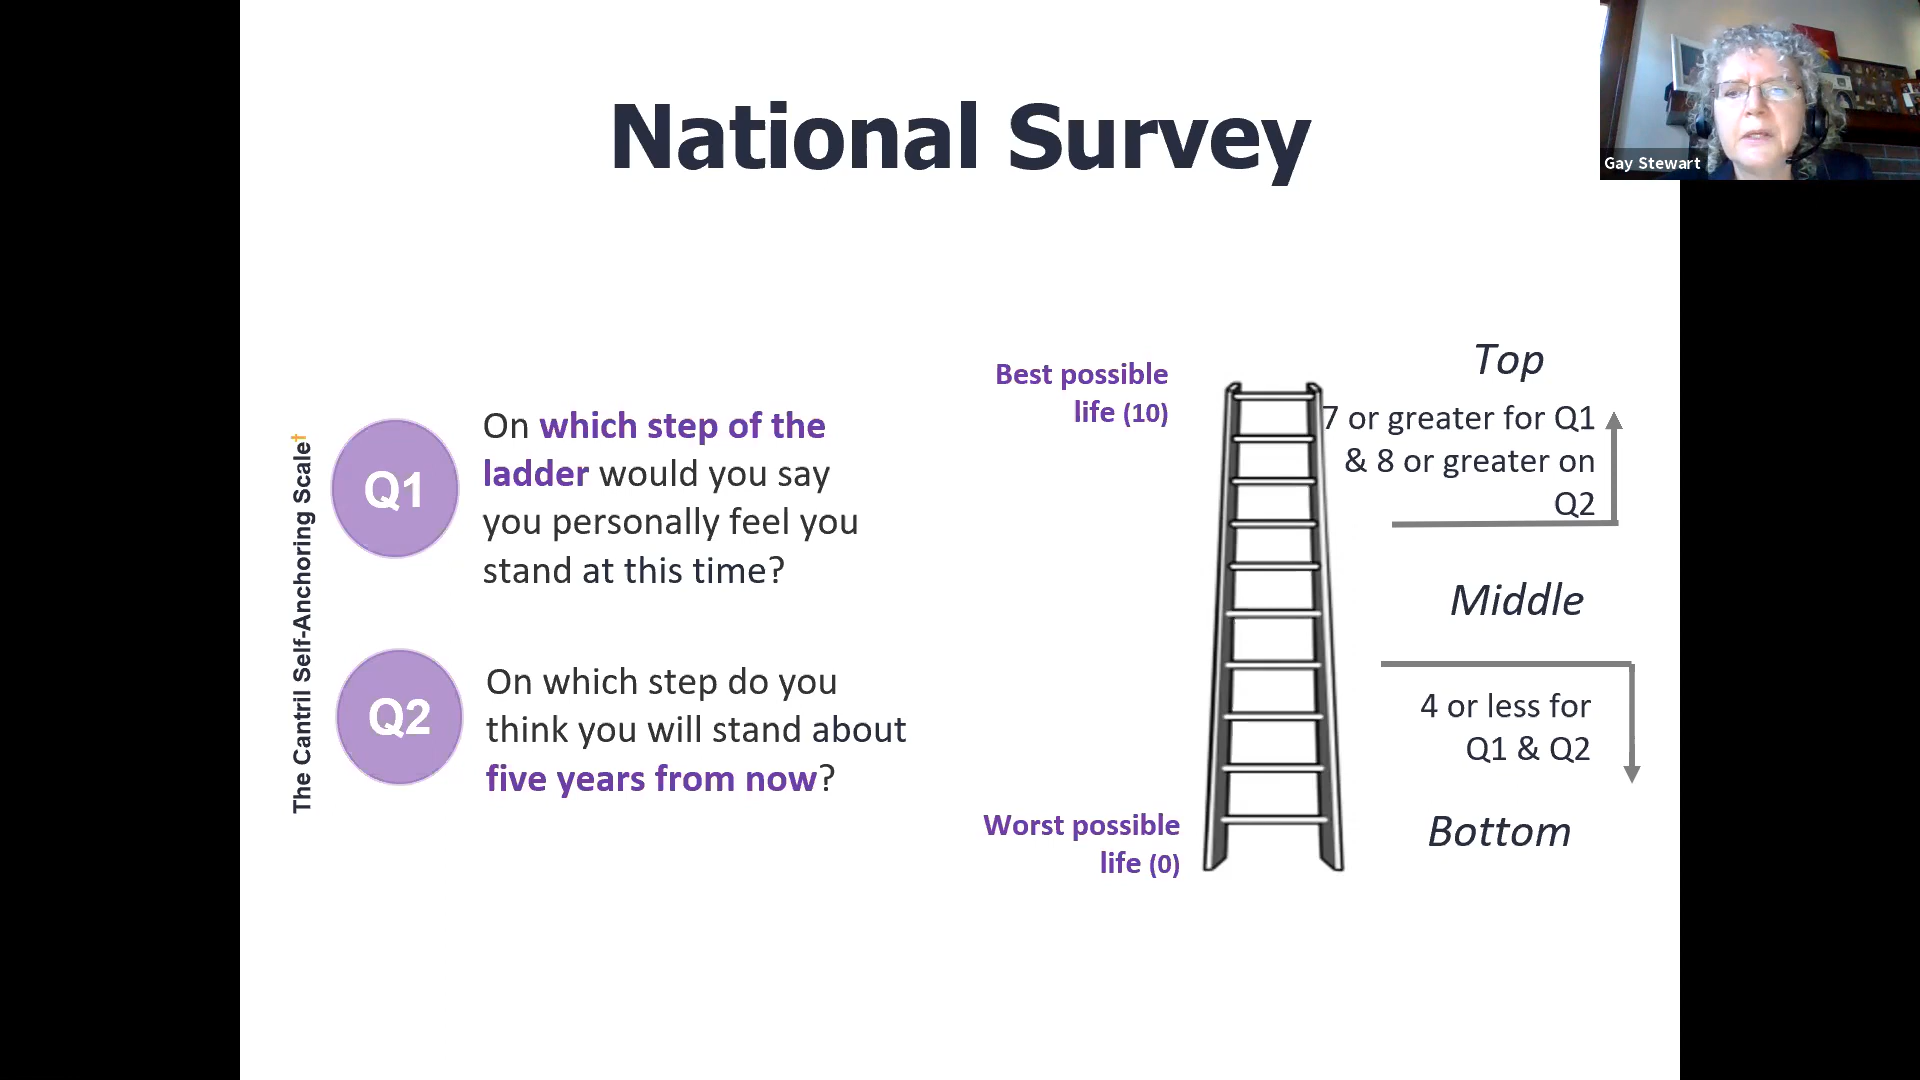 National Survey
Gay Stewart
The Cantril Self-Anchoring Scale†
Q1
On which step of the
ladder would you say
you personally feel you
stand at this time?
Q2
On which step do you
think you will stand about
five years from now?
Best possible
life (10)
Worst possible
life (0)
Top
7 or greater for Q1
& 8 or greater on
Q2
Middle
4 or less for
Q1 & Q2
Bottom